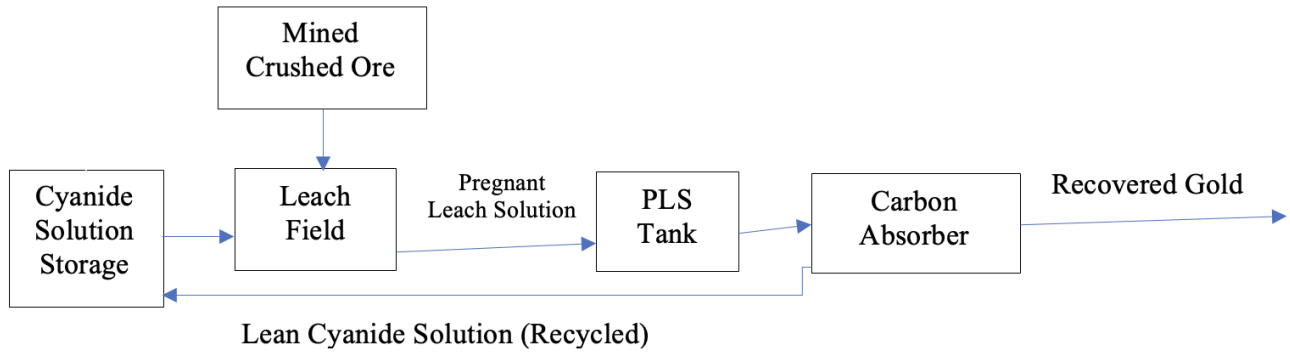 Mined
Crushed Ore
Cyanide
Solution
Storage
Leach
Field
Pregnant
Leach Solution
PLS
Tank
Carbon
Absorber
Recovered Gold
Lean Cyanide Solution (Recycled)